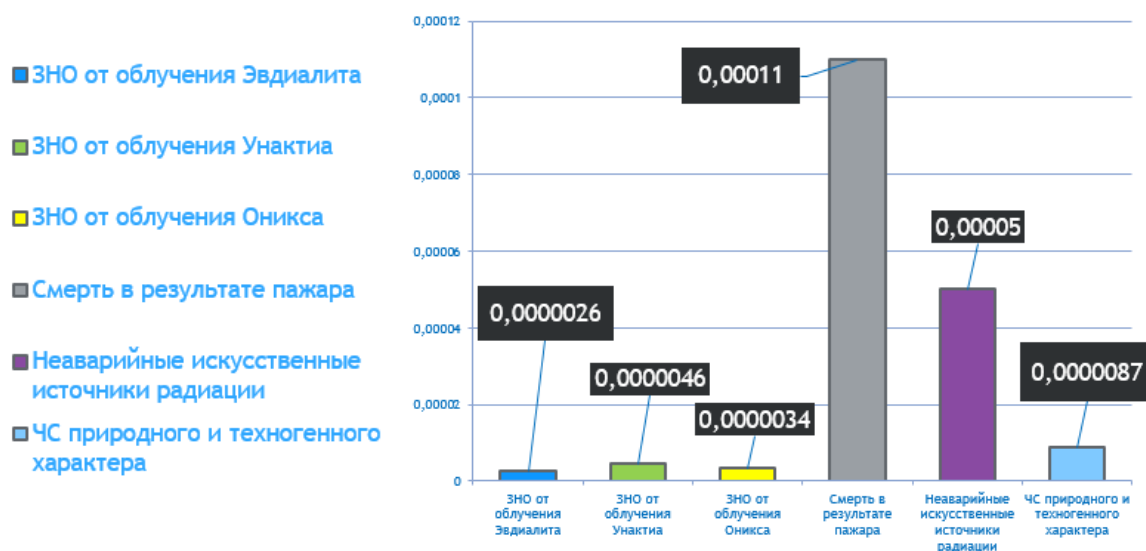 ЗНО от облучения Эвдиалита
ЗНО от облучения Унактиа
ЗНО от облучения Оникса
Смерть в результате пажара
Неаварийные искусственные
источники радиации
ЧС природного и техногенного
характера
0,00012
0,0001
0,00008
0,00006
0,00004
0,00002
0
0,0000026
0,0000046
0,0000034
0,00011
0,00005
0,0000087
ЗНО от
облучения
Эвдиалита
ЗНО от
облучения
Унактиа
ЗНО от
облучения
Оникса
Смерть в
результате
пажара
Неаварийные
искусственные
источники
радиации
ЧС природного и
техногенного
характера